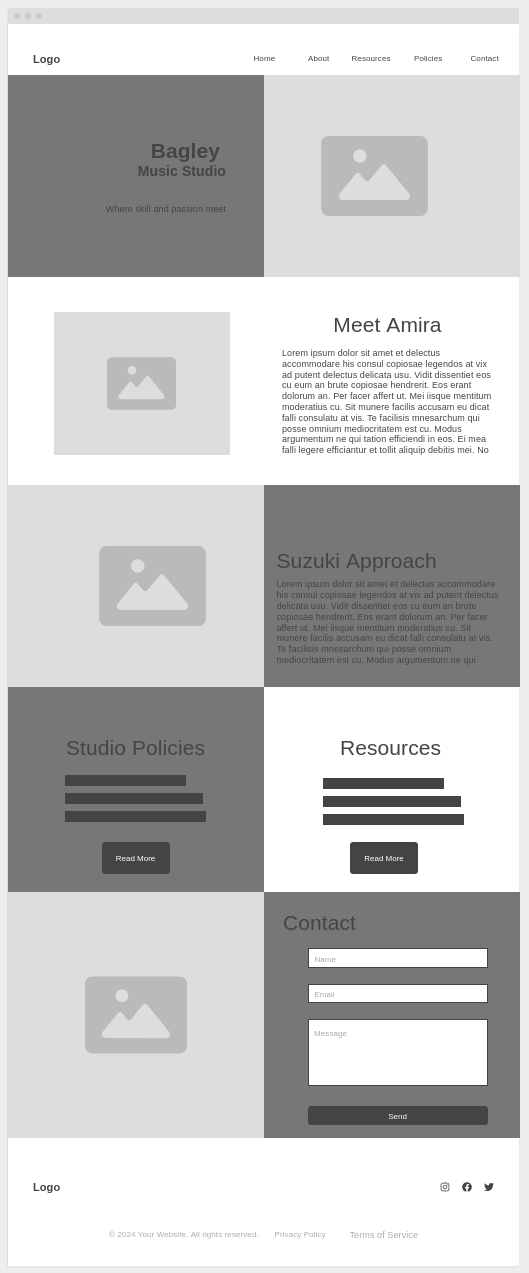 Logo
Home About Resources Policies Contact
Bagley
Music Studio
Where skill and passion meet
Meet Amira
Lorem ipsum dolor sit amet et delectus
accommodare his consul copiosae legendos at vix
ad putent delectus delicata usu. Vidit dissentiet eos
cu eum an brute copiosae hendrerit. Eos erant
dolorum an. Per facer affert ut. Mei iisque mentitum
moderatius cu. Sit munere facilis accusam eu dicat
falli consulatu at vis. Te facilisis mnesarchum qui
posse omnium mediocritatem est cu. Modus
argumentum ne qui tation efficiendi in eos. Ei mea
falli legere efficiantur et tollit aliquip debitis mei. No
Suzuki Approach
Lorem ipsum dolor sit amet et delectus accommodare
his consul copiosae legendos at vix ad putent delectus
delicata usu. Vidit dissentiet eos cu eum an brute
copiosae hendrerit. Eos erant dolorum an. Per facer
affert ut. Mei iisque mentitum moderatius cu. Sit
munere facilis accusam eu dicat falli consulatu at vis.
Te facilisis mnesarchum qui posse omnium
mediocritatem est cu. Modus argumentum ne qui
Studio Policies
Read More
Resources
Read More
Contact
Name
Email
Message
Send
Logo
© 2024 Your Website. All rights reserved. Privacy Policy Terms of Service